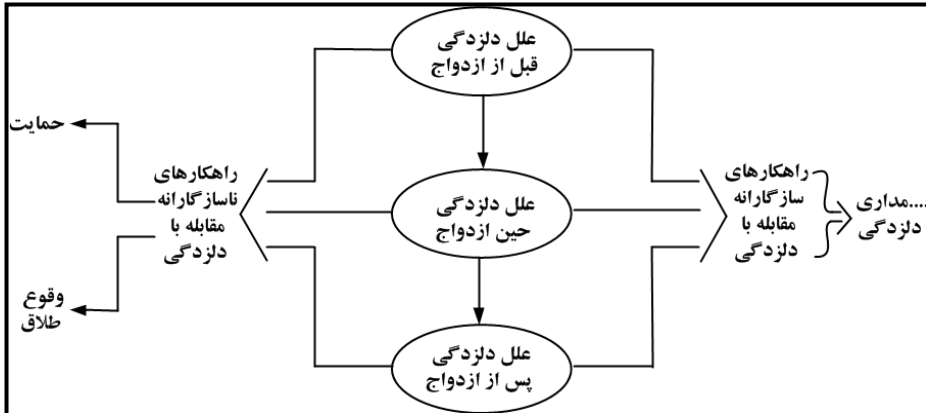 علل دلزدگی
قبل از ازدواج
حمایت
راهکارهای
ناسازگارانه
مقابله با
دلزدگی
علل دلزدگی
حین ازدواج
راهکارهای
سازگارانه
مقابله با
دلزدگی
....مداری
دلزدگی
وقوع
طلاق
علل دلزدگی
پس از ازدواج